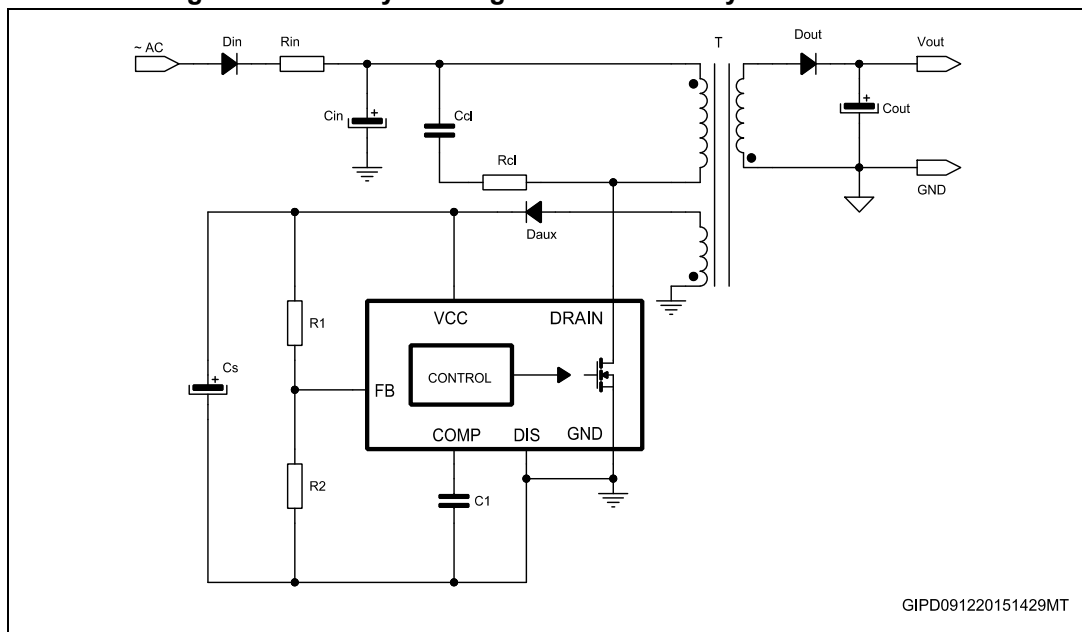 ~ AC
Din
Rin
Cin
+
Ccl
Rcl
T
Dout
Vout
+
Cout
GND
Daux
R1
Cs
+
R2
VCC
DRAIN
CONTROL
FB
COMP
DIS
GND
C1
GIPD091220151429MT